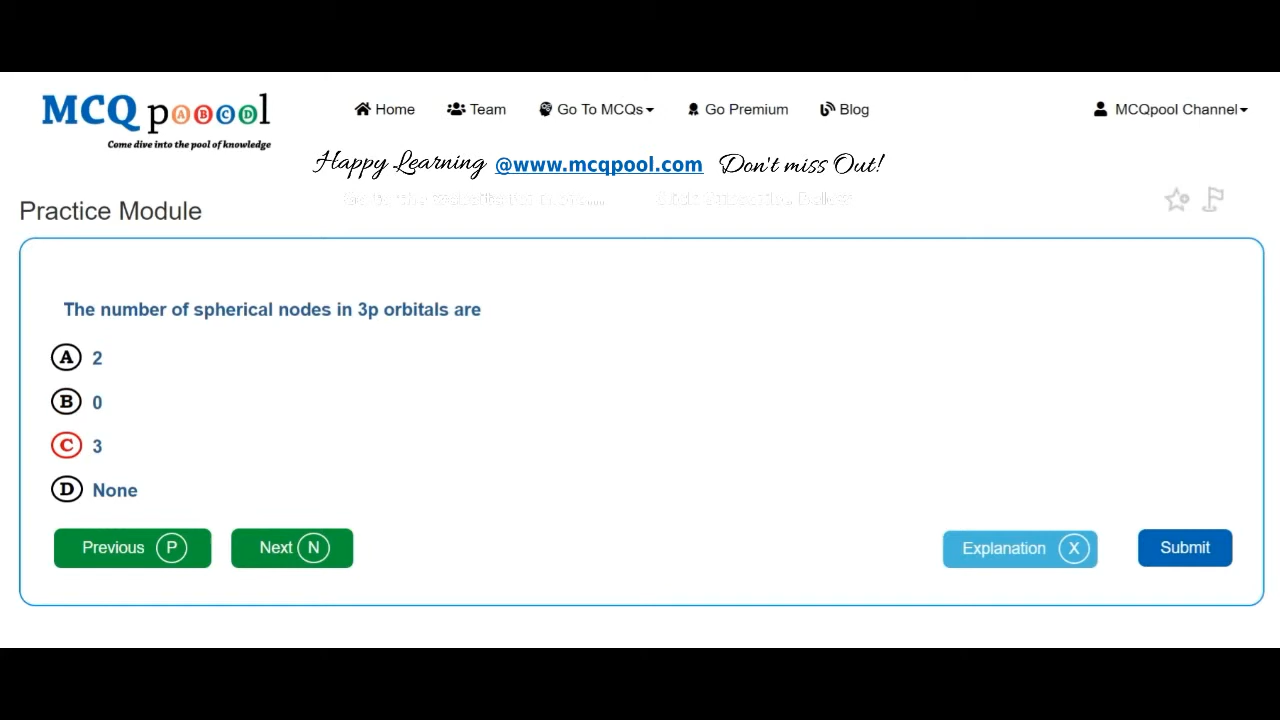 MCQ pooool
Come dive into the pool of knowledge
Home Team Go To MCQs Go Premium Blog MCQpool Channel
Happy Learning @www.mcqpool.com Don't miss Out!
Practice Module
The number of spherical nodes in 3p orbitals are
A 2
B 0
C 3
D None
Previous P Next N Explanation X Submit